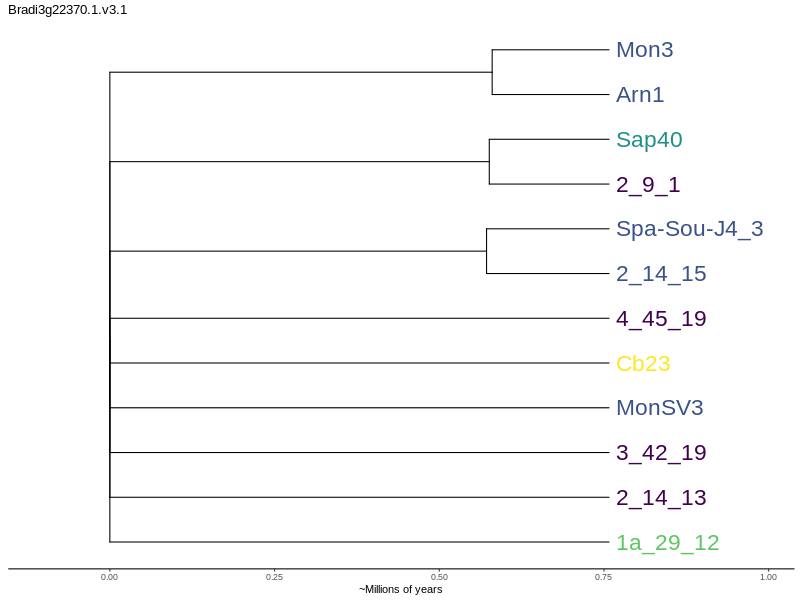 Bradi3g22370.1.v3.1
Mon3
Arn1
Sap40
2_9_1
Spa-Sou-J4_3
2_14_15
4_45_19
Cb23
MonSV3
3_42_19
2_14_13
1a_29_12
0.00 0.25 0.50 0.75 1.00
~Millions of years